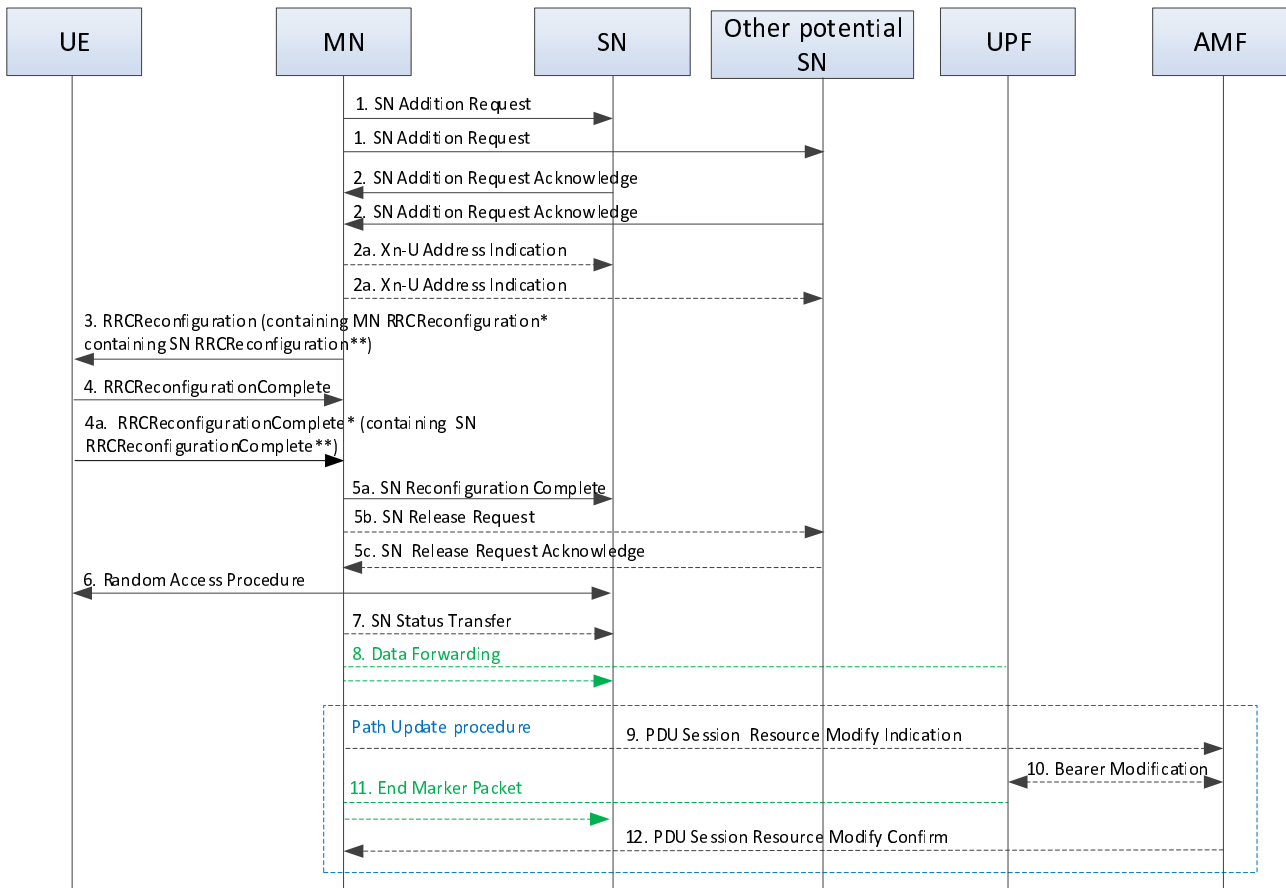 UE
MN
SN
Other potential
SN
UPF
AMF
1. SN Addition Request
1. SN Addition Request
2. SN Addition Request Acknowledge
2. SN Addition Request Acknowledge
2a. Xn-U Address Indication
2a. Xn-U Address Indication
3. RRCReconfiguration (containing MN RRCReconfiguration*
containing SN RRCReconfiguration**)
4. RRCReconfigurationComplete
4a. RRCReconfigurationComplete* (containing SN
RRCReconfigurationComplete**)
5a. SN Reconfiguration Complete
5b. SN Release Request
5c. SN Release Request Acknowledge
6. Random Access Procedure
7. SN Status Transfer
8. Data Forwarding
Path Update procedure
9. PDU Session Resource Modify Indication
10. Bearer Modification
11. End Marker Packet
12. PDU Session Resource Modify Confirm